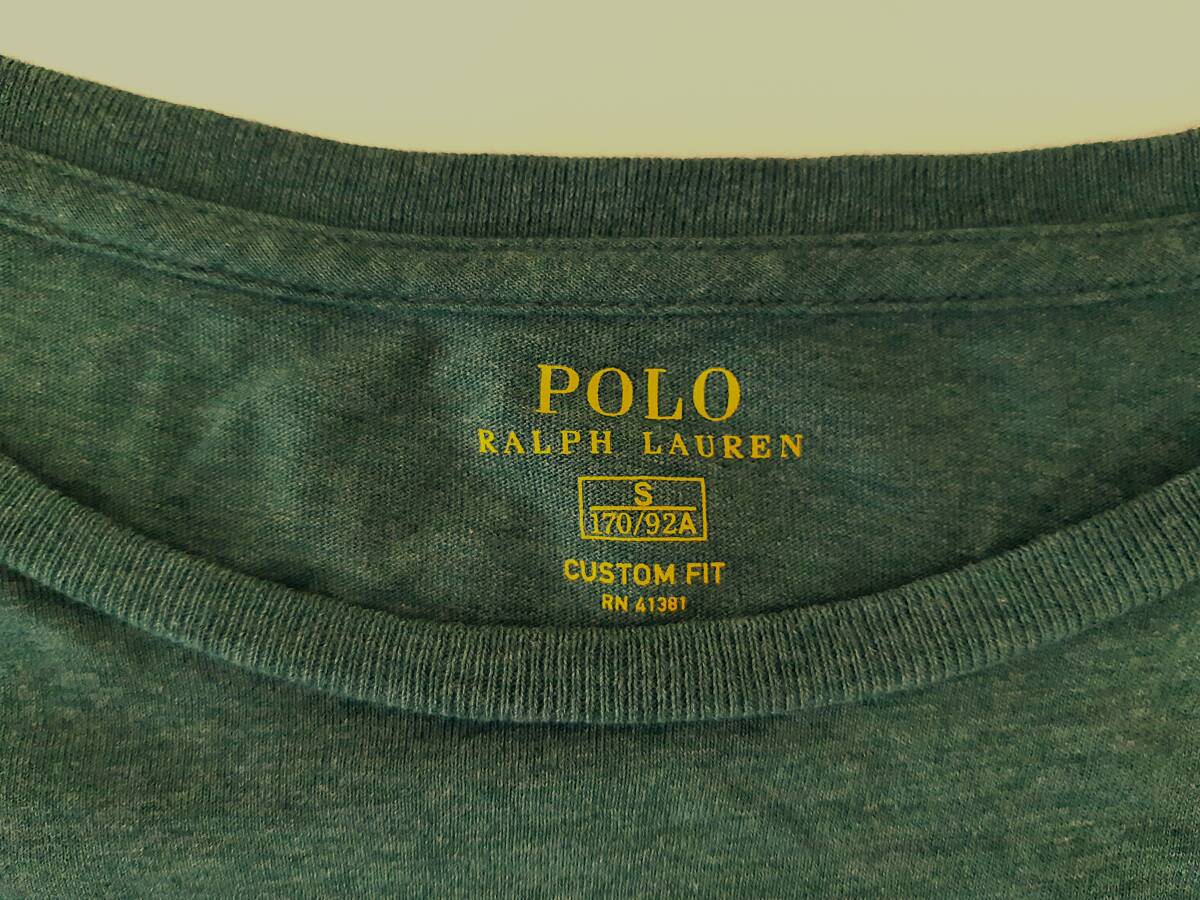 POLO
RALPH LAUREN
S
170/92A
CUSTOM FIT
RN 41381